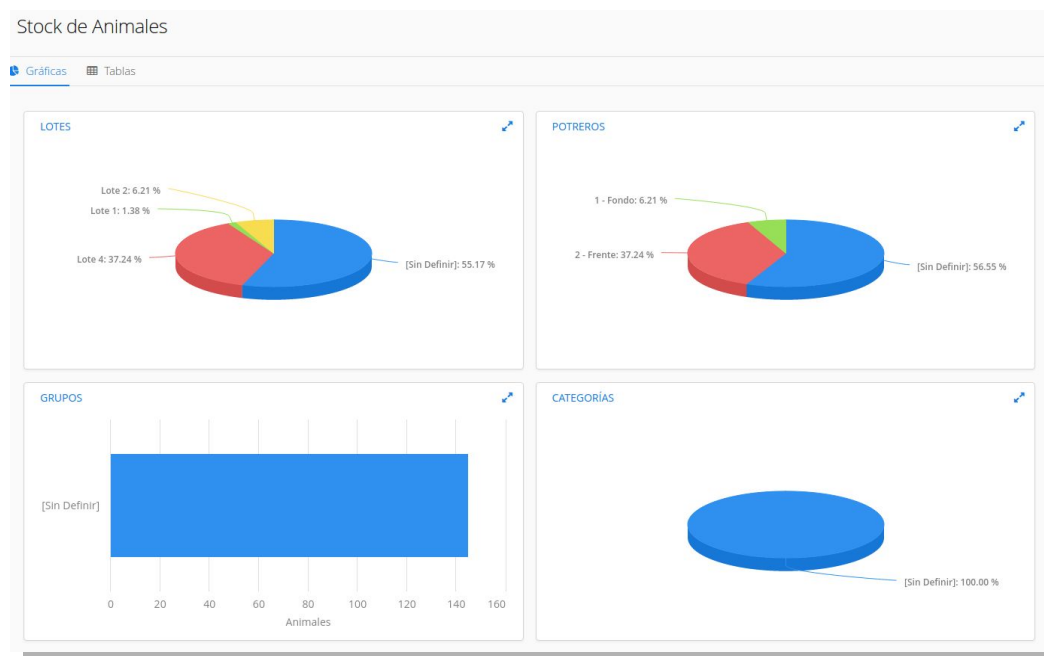 Stock de Animales
Gráficas
Tablas
LOTES
Lote 2: 6.21 %
Lote 1: 1.38 %
Lote 4: 37.24 %
[Sin Definir]: 55.17 %
POTREROS
1 - Fondo: 6.21 %
2 - Frente: 37.24 %
[Sin Definir]: 56.55 %
GRUPOS
[Sin Definir]
0 20 40 60 80 100 120 140 160
Animales
CATEGORÍAS
[Sin Definir]: 100.00 %